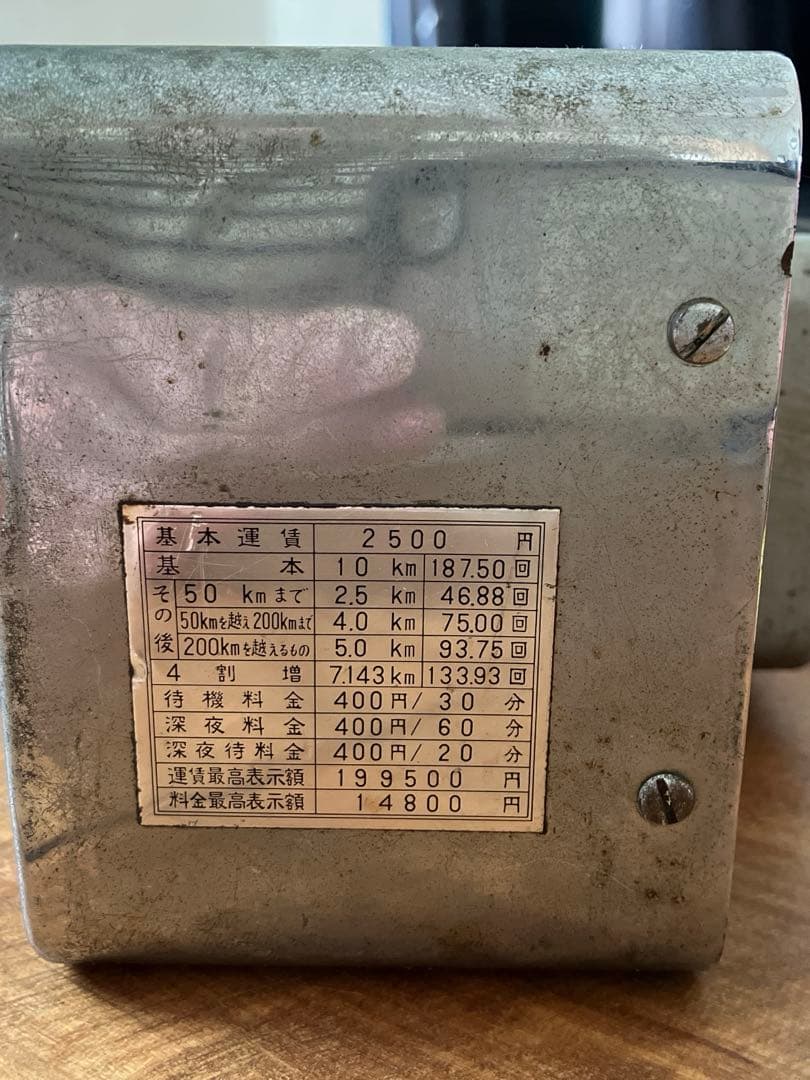 基本運賃 2500 円
基本 10 km 187.50 回
その後 50 kmまで 2.5 km 46.88 回
50kmを越え200kmまで 4.0 km 75.00 回
200kmを越えるもの 5.0 km 93.75 回
4割増 7.143km 133.93 回
待機料金 400円/30 分
深夜料金 400円/60 分
深夜待料金 400円/20 分
運賃最高表示額 199500 円
料金最高表示額 14800 円